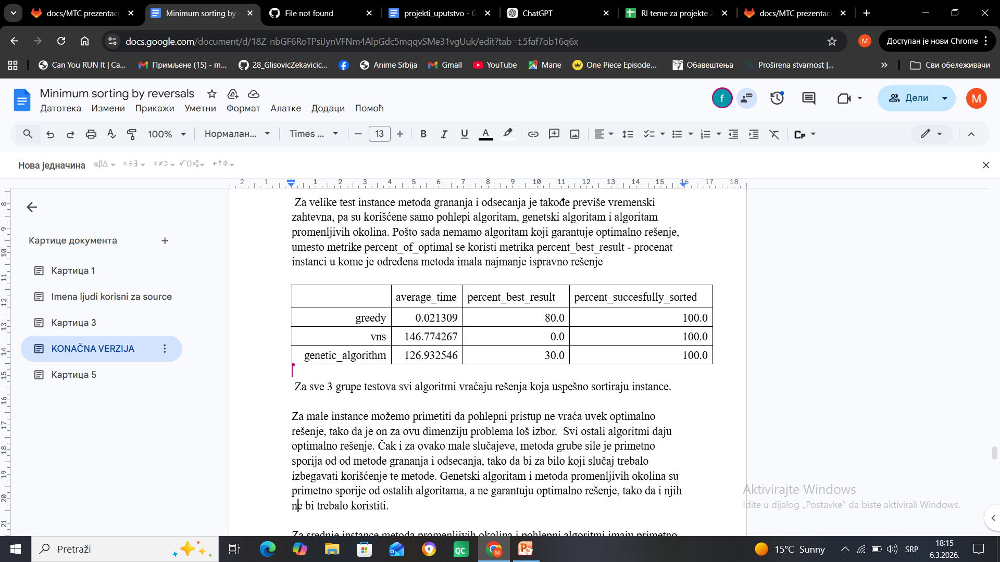 docs/MTC prezentaci
Minimum sorting by
File not found
projekti_uputstvo - G
ChatGPT
RI teme za projekte 2
docs/MTC prezentaci
docs.google.com/document/d/18Z-nbGF6RoTPsiJynVFNm4AlpGdc5mqqvSMe31vgUuk/edit?tab=t.5faf7ob16q6x
M
Доступан је нови Chrome
Can You RUN It | Ca...
Примљене (15) - m...
28_GlisovicZekavicic...
Anime Srbija
Gmail
YouTube
Мапе
One Piece Episode...
Обавештења
Proširena stvarnost |...
Сви обележивачи
Minimum sorting by reversals
f
Дели
M
Датотека Измени Прикажи Уметни Формат Алатке Додаци Помоћ
100%
Нормалан...
Times ...
13
B I U A
Нова једначина
2 1 1 2 3 4 5 6 7 8 9 10 11 12 13 14 15 16 17 18
8 9 10 11 12 13 14 15 16 17 18 19 20 21
Картице документа
Картица 1
Imena ljudi korisni za source
Картица 3
KONAČNA VERZIJA
Картица 5
Za velike test instance metoda grananja i odsecanja je takođe previše vremenski
zahtevna, pa su korišćene samo pohlepi algoritam, genetski algoritam i algoritam
promenljivih okolina. Pošto sada nemamo algoritam koji garantuje optimalno rešenje,
umesto metrike percent_of_optimal se koristi metrika percent_best_result - procenat
instanci u kome je određena metoda imala najmanje ispravno rešenje
average_time percent_best_result percent_succesfully_sorted
greedy 0.021309 80.0 100.0
vns 146.774267 0.0 100.0
genetic_algorithm 126.932546 30.0 100.0
Za sve 3 grupe testova svi algoritmi vraćaju rešenja koja uspešno sortiraju instance.
Za male instance možemo primetiti da pohlepni pristup ne vraća uvek optimalno
rešenje, tako da je on za ovu dimenziju problema loš izbor.  Svi ostali algoritmi daju
optimalno rešenje. Čak i za ovako male slučajeve, metoda grube sile je primetno
sporija od od metode grananja i odsecanja, tako da bi za bilo koji slučaj trebalo
izbegavati korišćenje te metode. Genetski algoritam i metoda promenljivih okolina su
primetno sporije od ostalih algoritama, a ne garantuju optimalno rešenje, tako da i njih
ne bi trebalo koristiti.
Za srednje instance metoda promenljivih okolina i pohlepni algoritmi imaju primetno
Aktivirajte Windows
Idite u dijalog „Postavke“ da biste aktivirali Windows.
Pretraži
QC
M
15°C Sunny
SRP
18:15
6.3.2026.